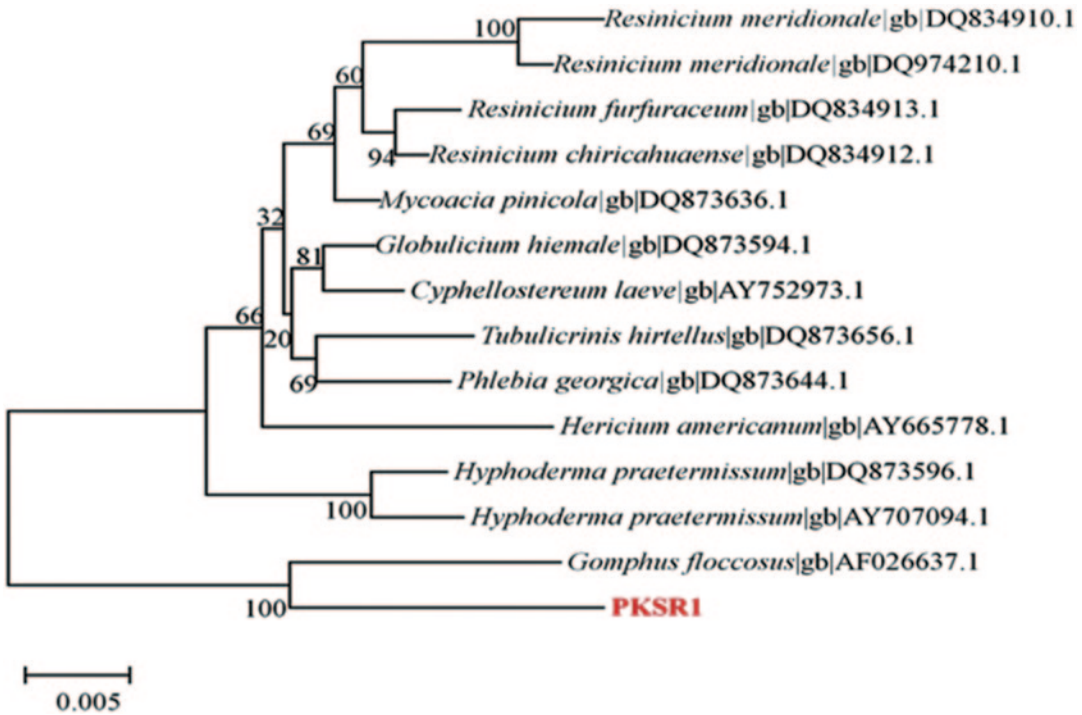 100
Resinicium meridionale|gb|DQ834910.1
Resinicium meridionale|gb|DQ974210.1
60
Resinicium furfuraceum|gb|DQ834913.1
69
94
Resinicium chiricahuaense|gb|DQ834912.1
Mycoacia pinicola|gb|DQ873636.1
32
Globulicium hiemale|gb|DQ873594.1
81
Cyphellostereum laeve|gb|AY752973.1
66
20
Tubulicrinis hirtellus|gb|DQ873656.1
69
Phlebia georgica|gb|DQ873644.1
Hericium americanum|gb|AY665778.1
Hyphoderma praetermissum|gb|DQ873596.1
100
Hyphoderma praetermissum|gb|AY707094.1
Gomphus floccosus|gb|AF026637.1
100
PKSR1
0.005